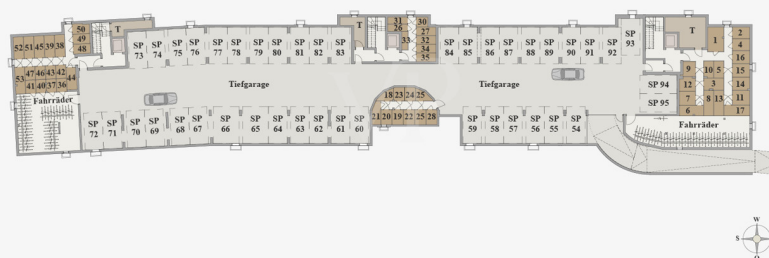 T
52 51 45 39 38
50
49
48
47 46 43 42
53 41 40 37 36 44
Fahrräder
SP 73
SP 74
SP 75
SP 76
SP 77
SP 78
SP 79
SP 80
SP 81
SP 82
SP 83
Tiefgarage
SP 72
SP 71
SP 70
SP 69
SP 68
SP 67
SP 66
SP 65
SP 64
SP 63
SP 62
SP 61
SP 60
T
31
26
33
30
27
32
34
35
18 23 24 25
21 20 19 22 25 28
SP 84
SP 85
SP 86
SP 87
SP 88
SP 89
SP 90
SP 91
SP 92
SP 93
Tiefgarage
SP 59
SP 58
SP 57
SP 56
SP 55
SP 54
SP 94
SP 95
T
1
2
4
16
9 10 5 15
12 3 14
7 8 13 11
6 17
Fahrräder
W
S N
O